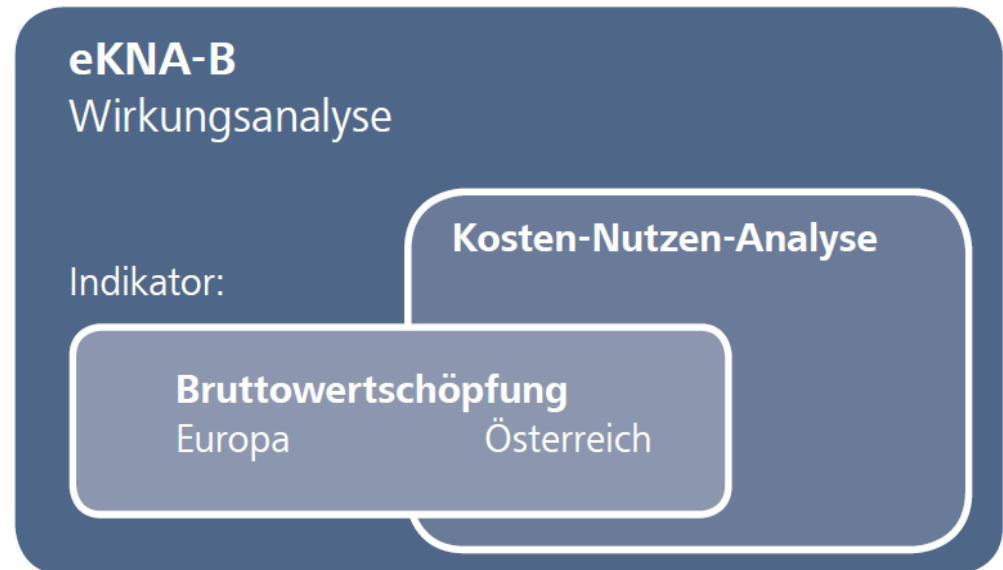 eKNA-B
Wirkungsanalyse
Kosten-Nutzen-Analyse
Indikator:
Bruttowertschöpfung
Europa Österreich